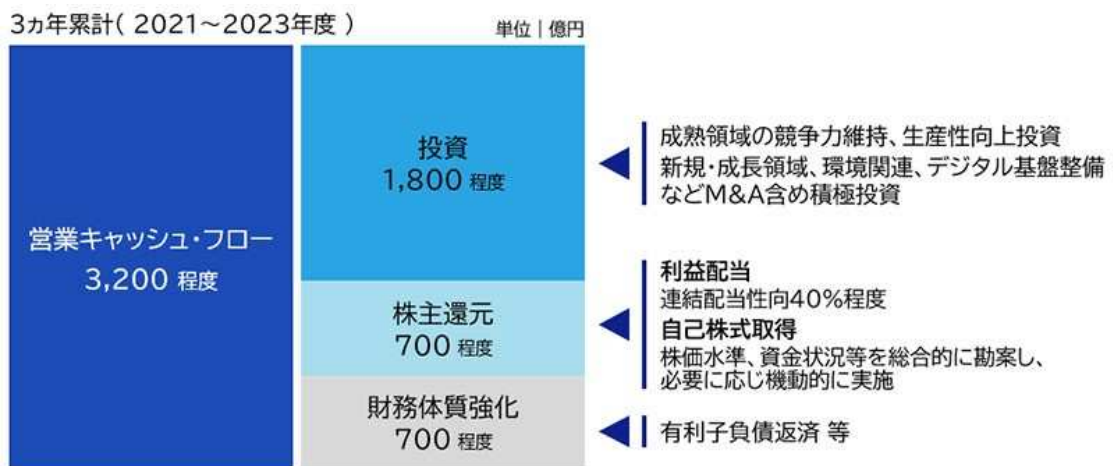 3ヵ年累計( 2021～2023年度 )
単位｜億円
営業キャッシュ・フロー
3,200 程度
投資
1,800 程度
株主還元
700 程度
財務体質強化
700 程度
成熟領域の競争力維持、生産性向上投資
新規・成長領域、環境関連、デジタル基盤整備
などM&A含め積極投資
利益配当
連結配当性向40%程度
自己株式取得
株価水準、資金状況等を総合的に勘案し、
必要に応じ機動的に実施
有利子負債返済 等